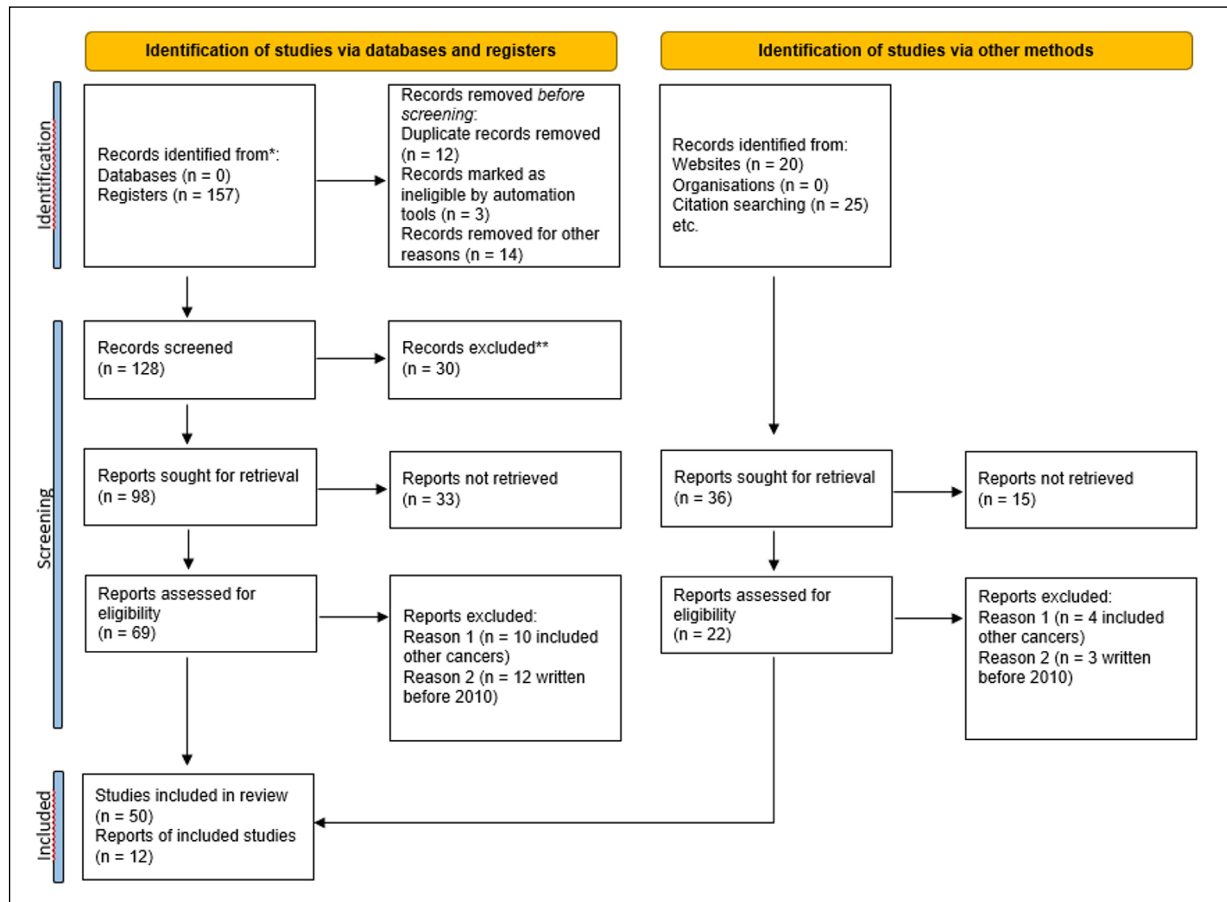 Identification of studies via databases and registers
Identification of studies via other methods
Identification
Records identified from*:
Databases (n = 0)
Registers (n = 157)
Records removed before
screening:
Duplicate records removed
(n = 12)
Records marked as
ineligible by automation
tools (n = 3)
Records removed for other
reasons (n = 14)
Records identified from:
Websites (n = 20)
Organisations (n = 0)
Citation searching (n = 25)
etc.
Screening
Records screened
(n = 128)
Records excluded**
(n = 30)
Reports sought for retrieval
(n = 98)
Reports not retrieved
(n = 33)
Reports sought for retrieval
(n = 36)
Reports not retrieved
(n = 15)
Reports assessed for
eligibility
(n = 69)
Reports excluded:
Reason 1 (n = 10 included
other cancers)
Reason 2 (n = 12 written
before 2010)
Reports assessed for
eligibility
(n = 22)
Reports excluded:
Reason 1 (n = 4 included
other cancers)
Reason 2 (n = 3 written
before 2010)
Included
Studies included in review
(n = 50)
Reports of included studies
(n = 12)